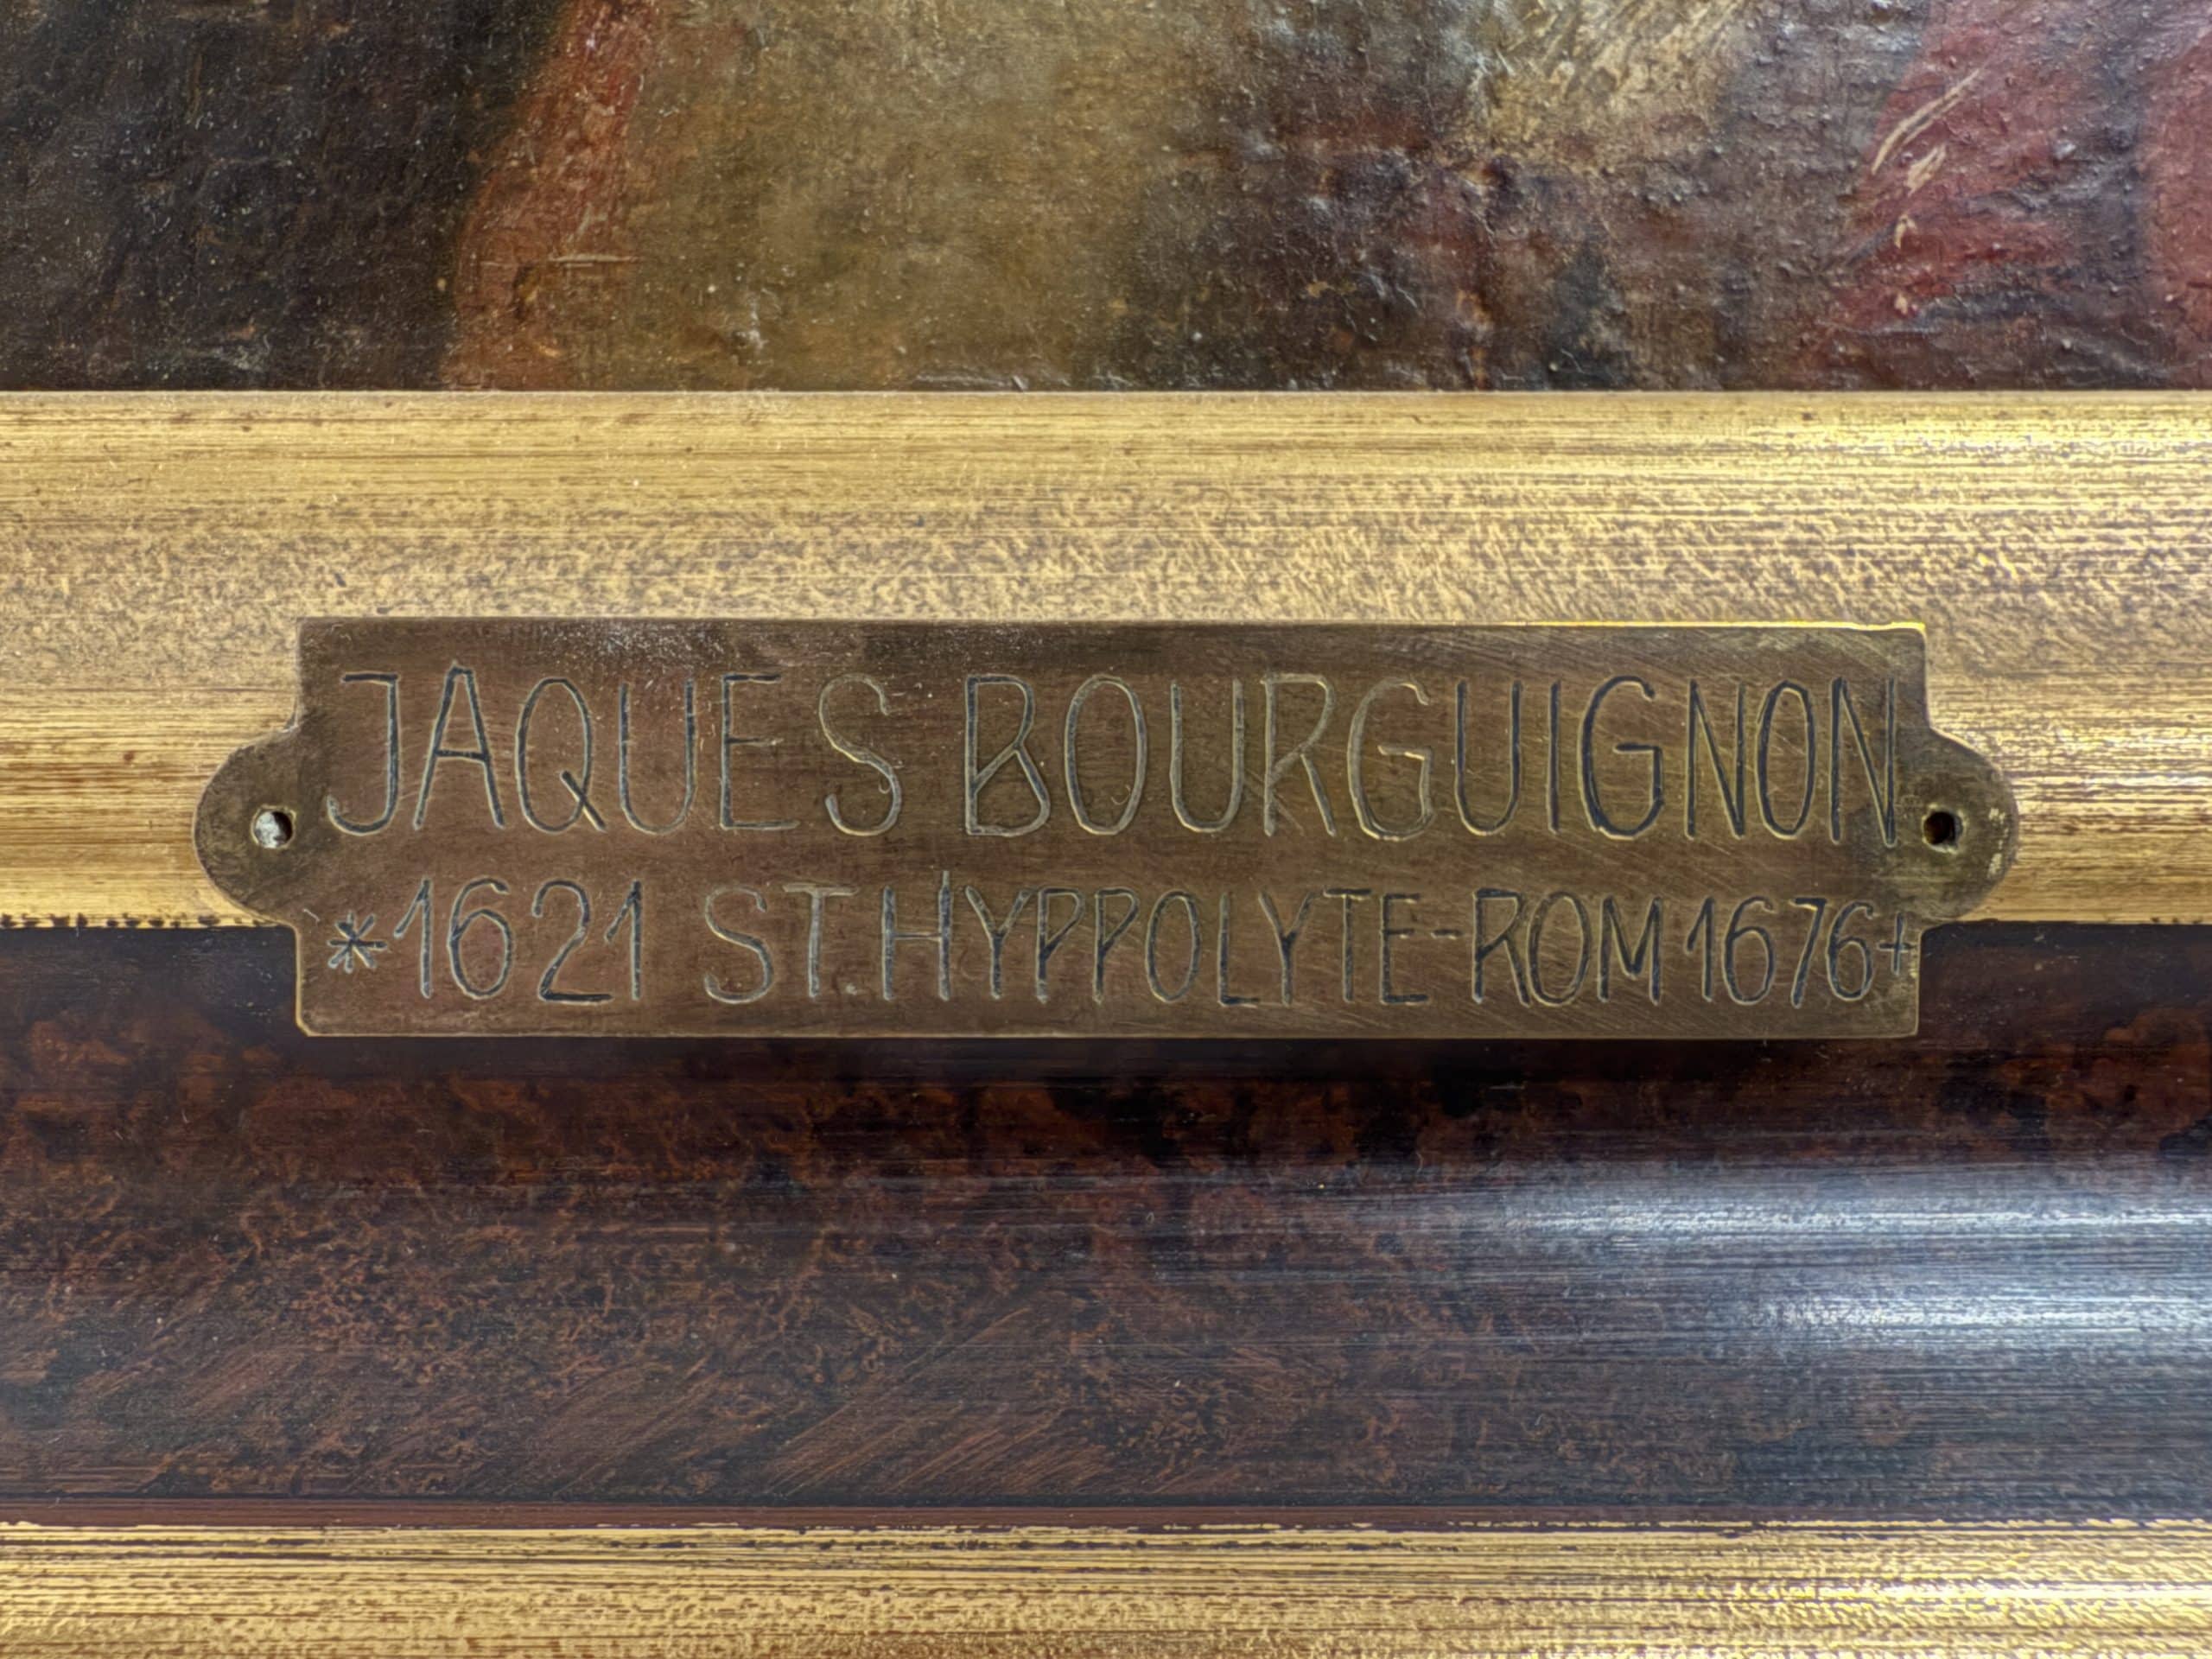 JAQUES BOURGUIGNON
*1621 ST.HYPPOLYTE-ROM 1676+